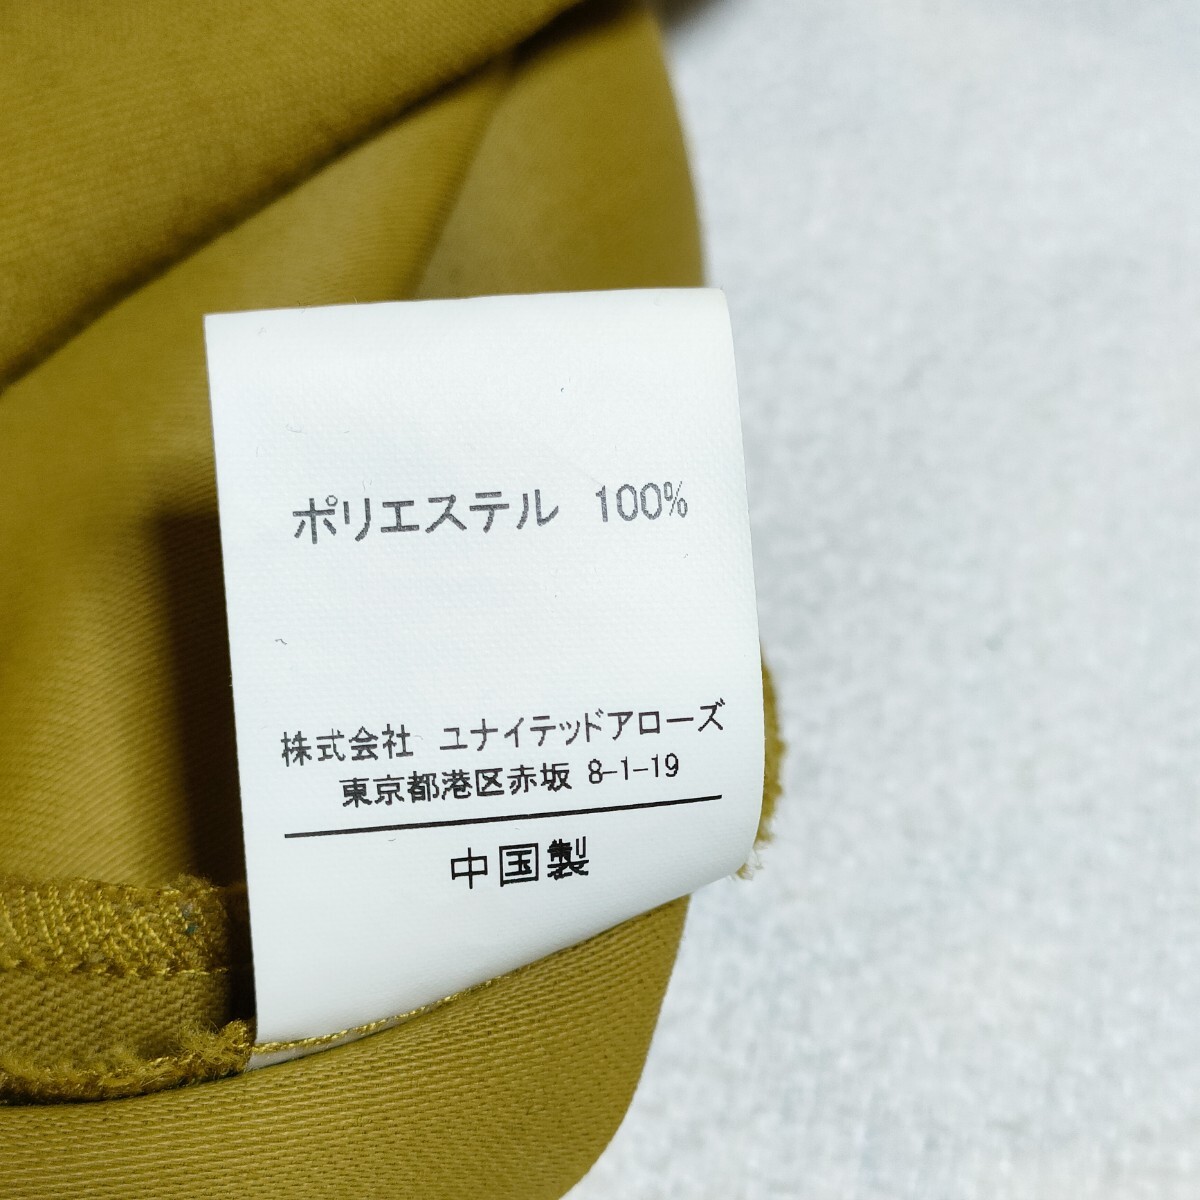 ポリエステル 100%
株式会社 ユナイテッドアローズ
東京都港区赤坂 8-1-19
中国製